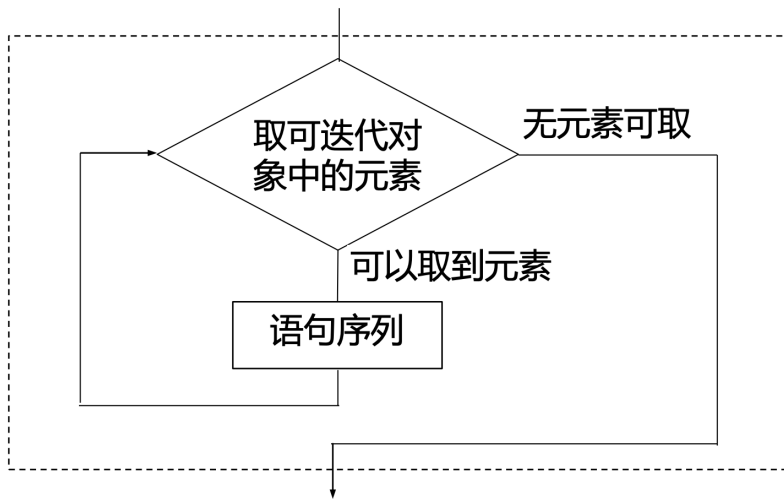 取可迭代对
象中的元素
无元素可取
可以取到元素
语句序列